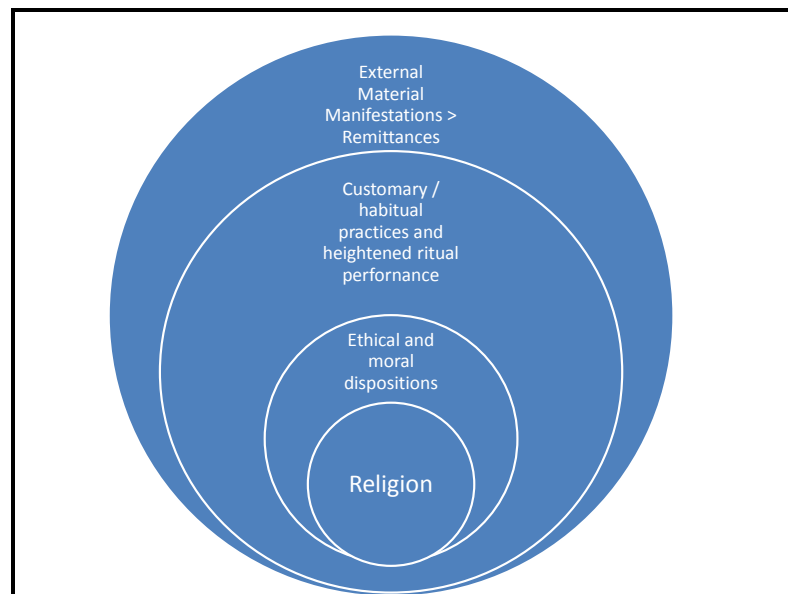 External
Material
Manifestations >
Remittances
Customary /
habitual
practices and
heightened ritual
perfornance
Ethical and
moral
dispositions
Religion